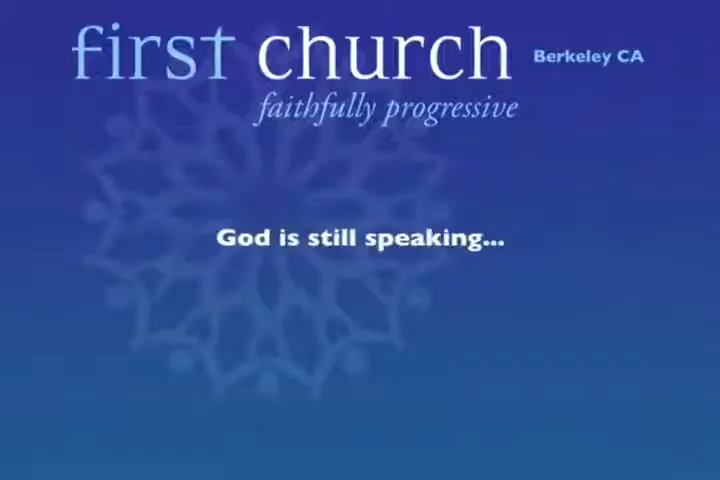 first church Berkeley CA
faithfully progressive
God is still speaking...